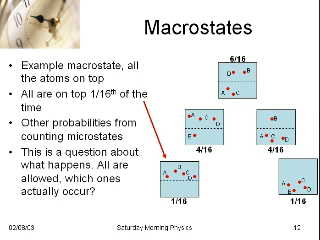 Macrostates
• Example macrostate, all
the atoms on top
• All are on top 1/16th of the
time
• Other probabilities from
counting microstates
• This is a question about
what happens. All are
allowed, which ones
actually occur?
6/16
D B
A C
A C D
B
4/16
B
A C D
4/16
A D C
1/16
A B C D
1/16
02/08/03
Saturday Morning Physics
12